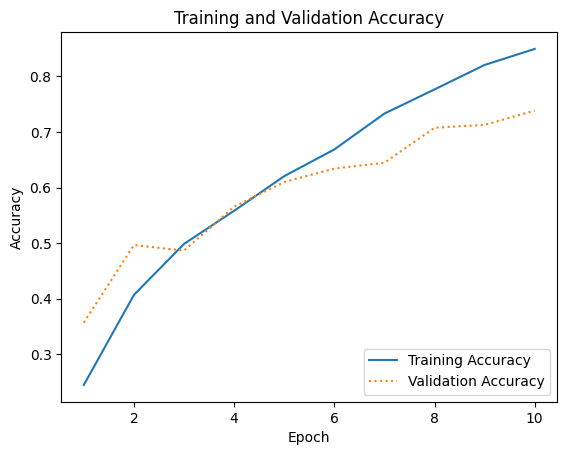 Training and Validation Accuracy
Accuracy
0.8
0.7
0.6
0.5
0.4
0.3
Training Accuracy
Validation Accuracy
2 4 6 8 10
Epoch